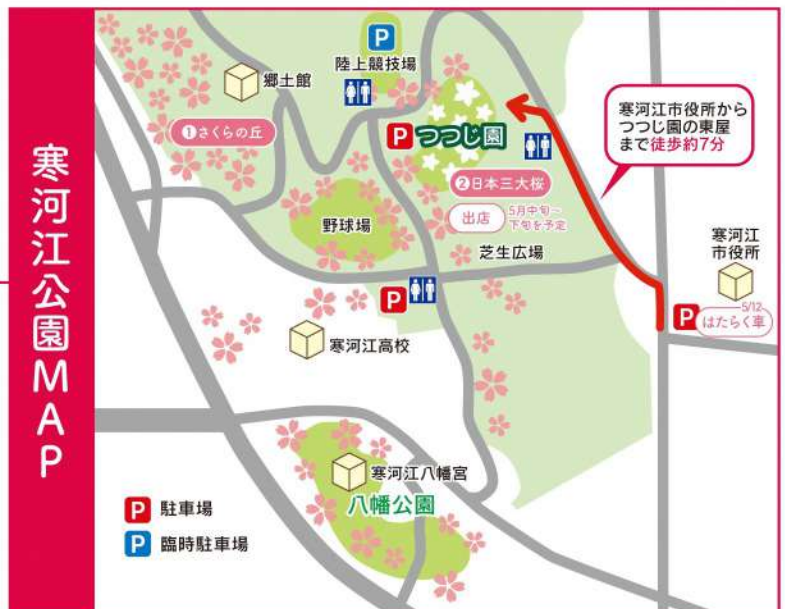 寒河江公園MAP
P
陸上競技場
郷土館
❶さくらの丘
P つつじ園
寒河江市役所から
つつじ園の東屋
まで徒歩約7分
❷日本三大桜
出店
5月中旬～
下旬を予定
野球場
芝生広場
寒河江
市役所
P
5/12
P はたらく車
寒河江高校
寒河江八幡宮
八幡公園
P 駐車場
P 臨時駐車場